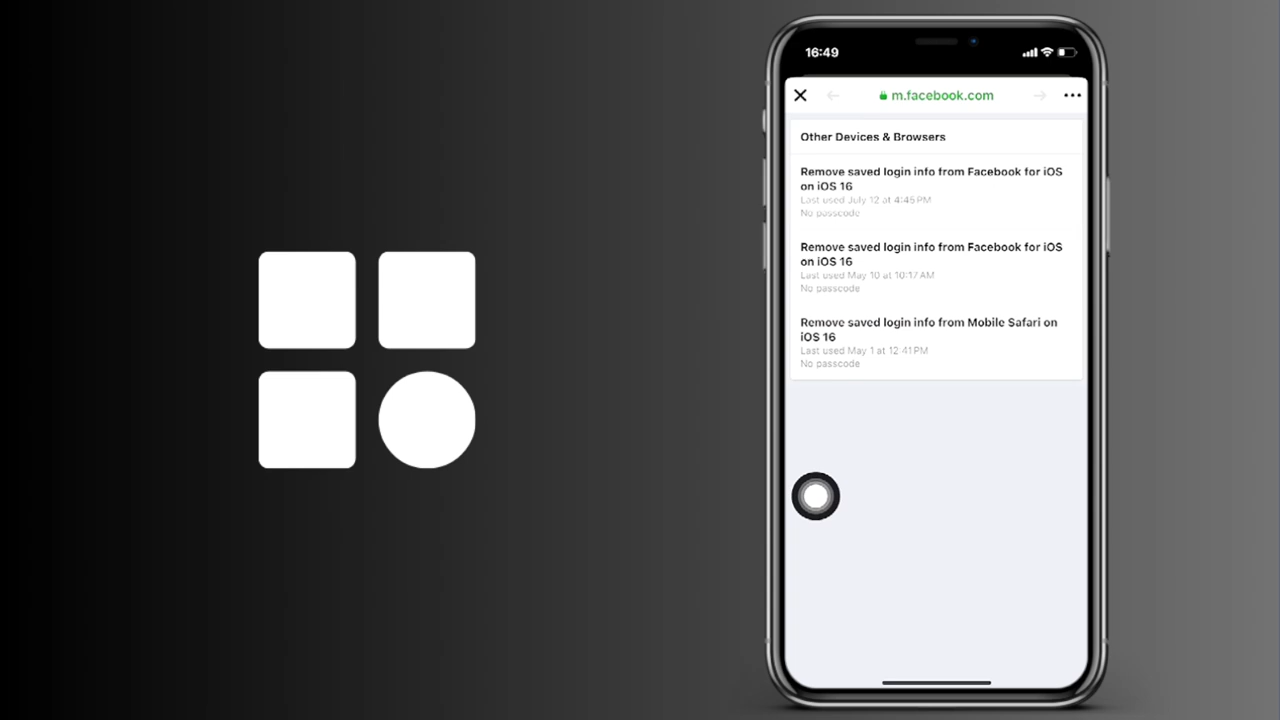 16:49
m.facebook.com
Other Devices & Browsers
Remove saved login info from Facebook for iOS
on iOS 16
Last used July 12 at 4:45 PM
No passcode
Remove saved login info from Facebook for iOS
on iOS 16
Last used May 10 at 10:17 AM
No passcode
Remove saved login info from Mobile Safari on
iOS 16
Last used May 1 at 12:41 PM
No passcode